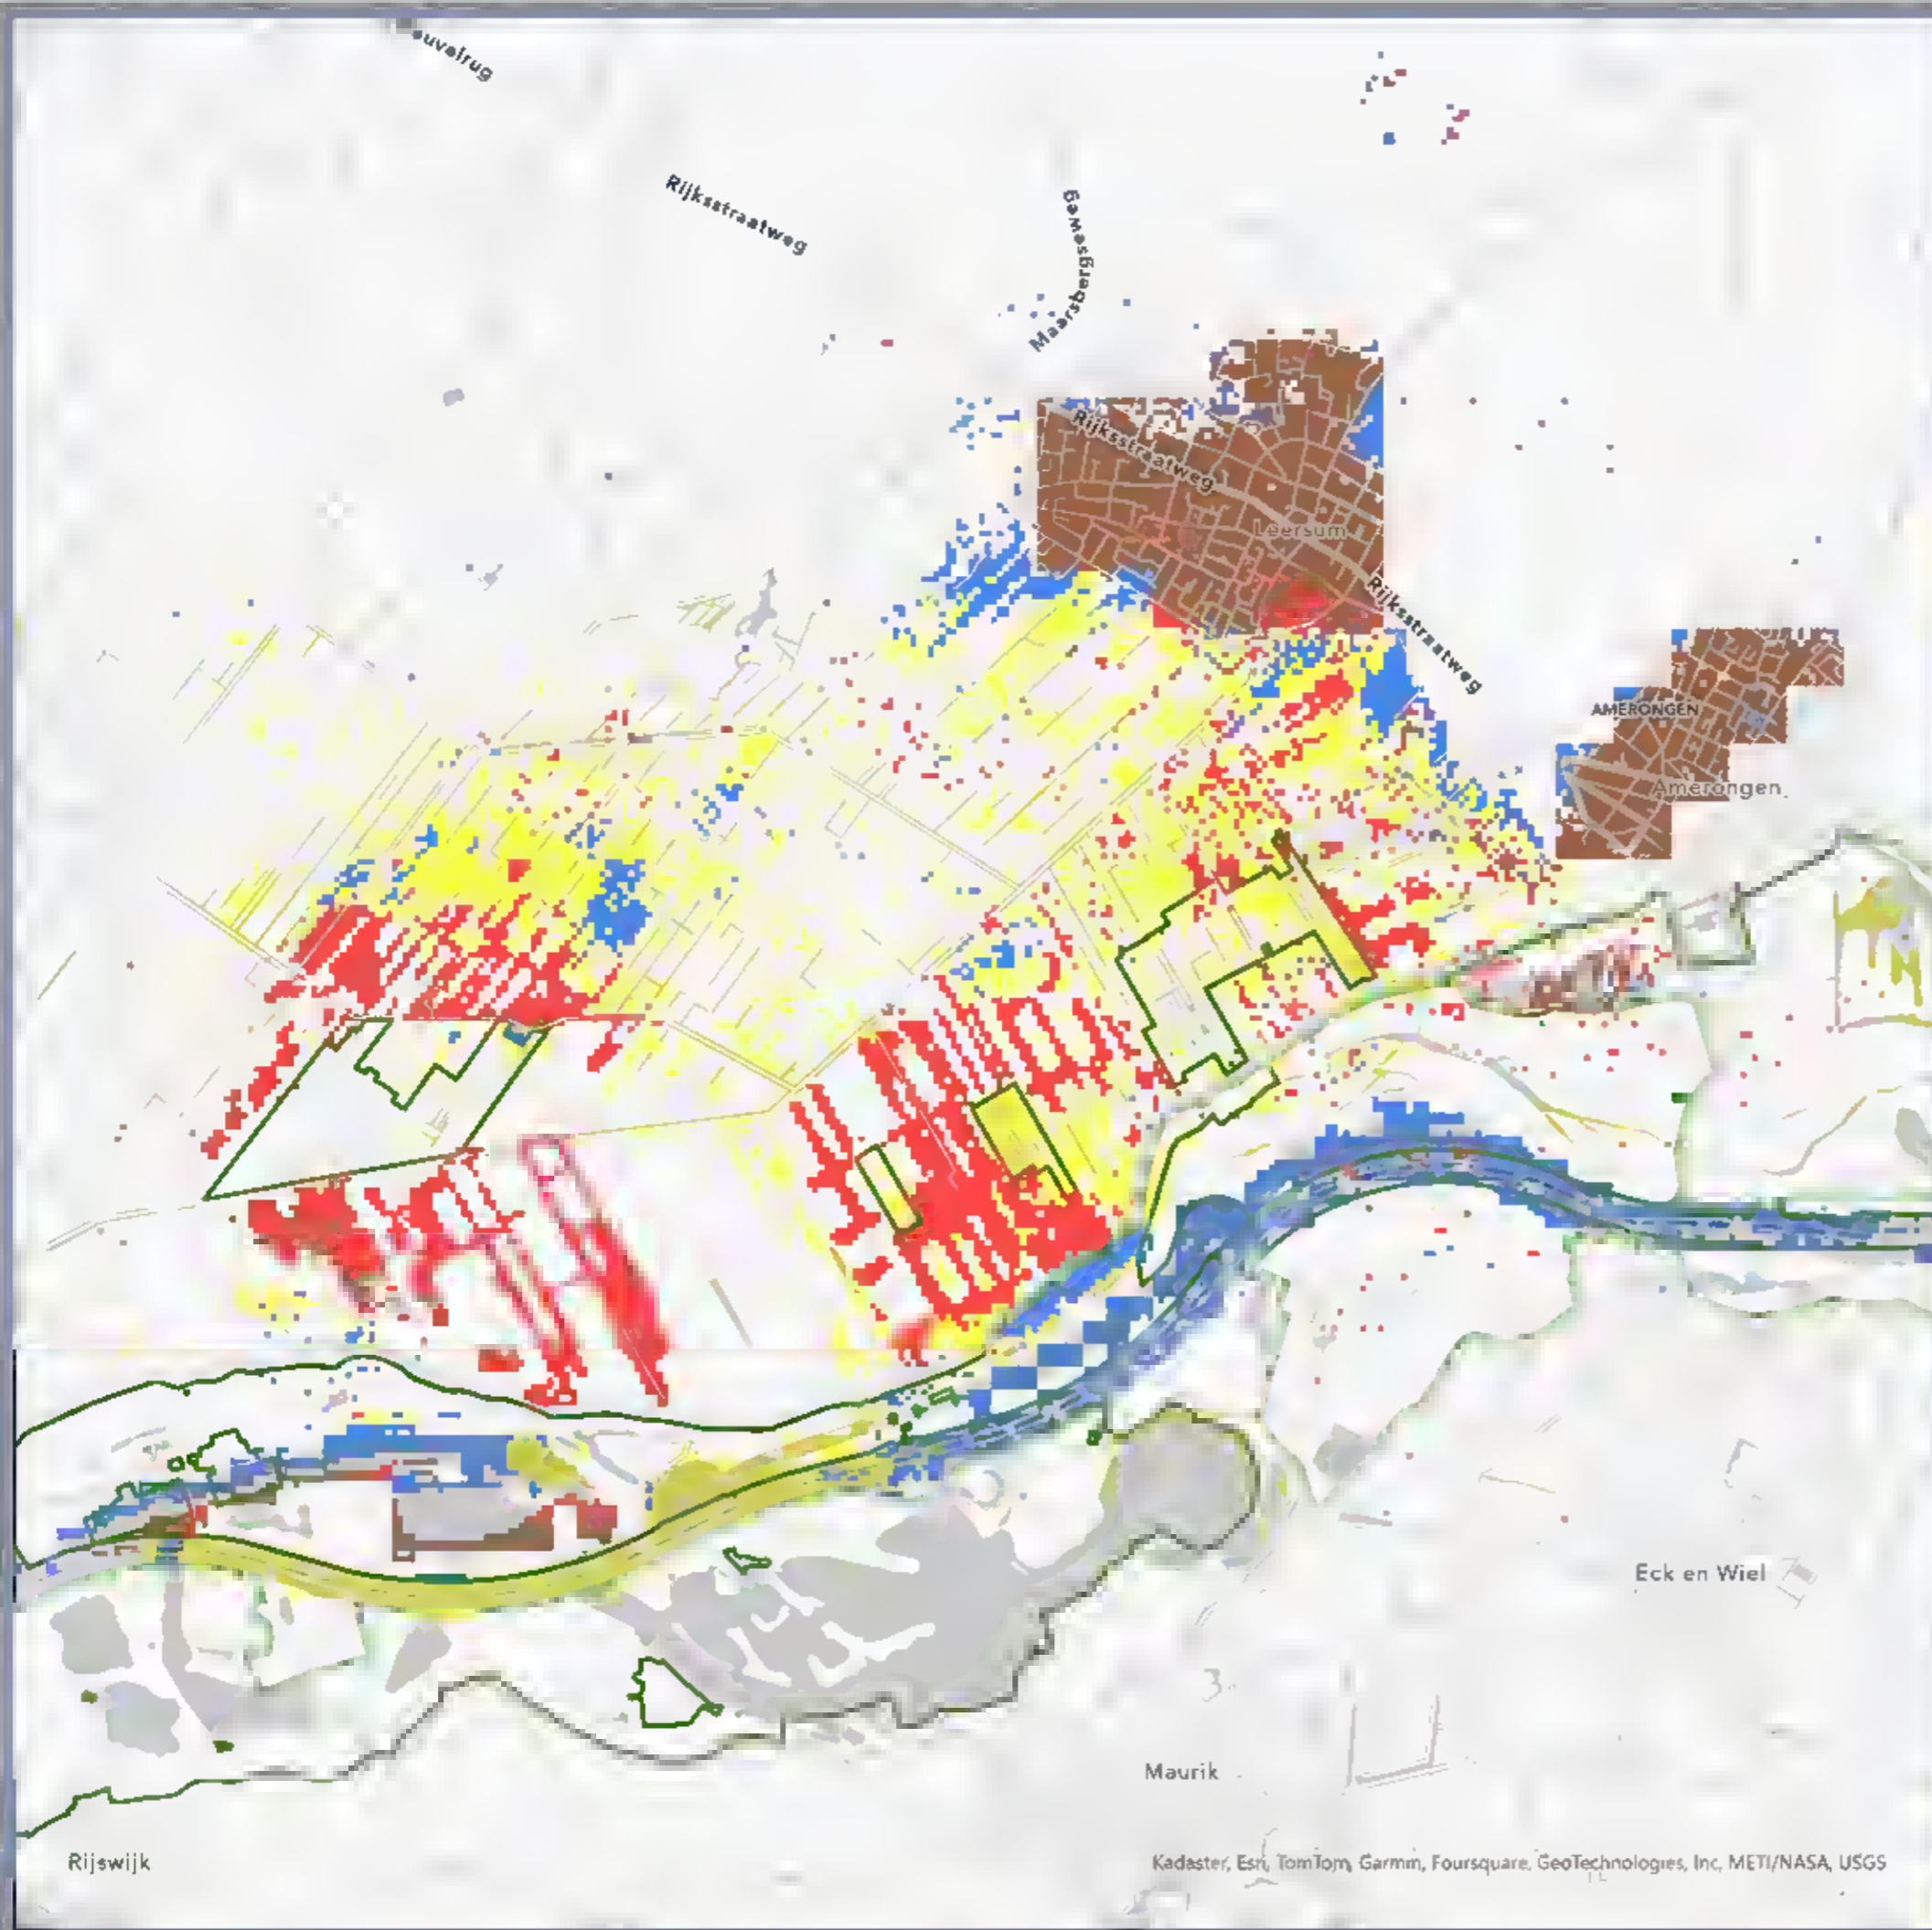 Rijksstraatweg
Maarsbergseweg
Rijksstraatweg
Leersum
Rijksstraatweg
AMERONGEN
Amerongen
Eck en Wiel
Maurik
Rijswijk
Kadaster, Esri, TomTom, Garmin, Foursquare, GeoTechnologies, Inc, METI/NASA, USGS